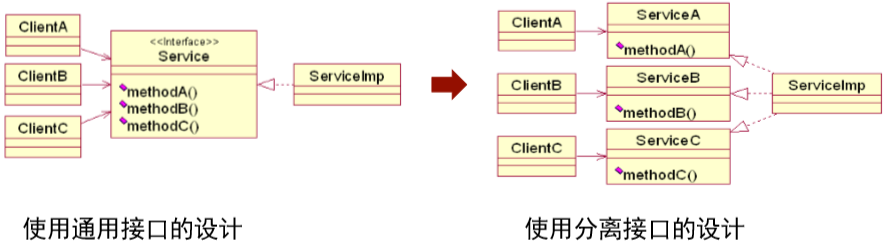 ClientA
ClientB
ClientC
<<Interface>>
Service
methodA()
methodB()
methodC()
ServiceImp
使用通用接口的设计
ClientA
ServiceA
methodA()
ClientB
ServiceB
methodB()
ClientC
ServiceC
methodC()
ServiceImp
使用分离接口的设计